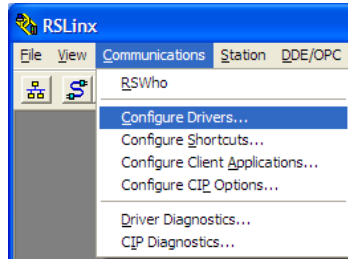 RSLinx
File View Communications Station DDE/OPC
RSWho
Configure Drivers...
Configure Shortcuts...
Configure Client Applications...
Configure CIP Options...
Driver Diagnostics...
CIP Diagnostics...